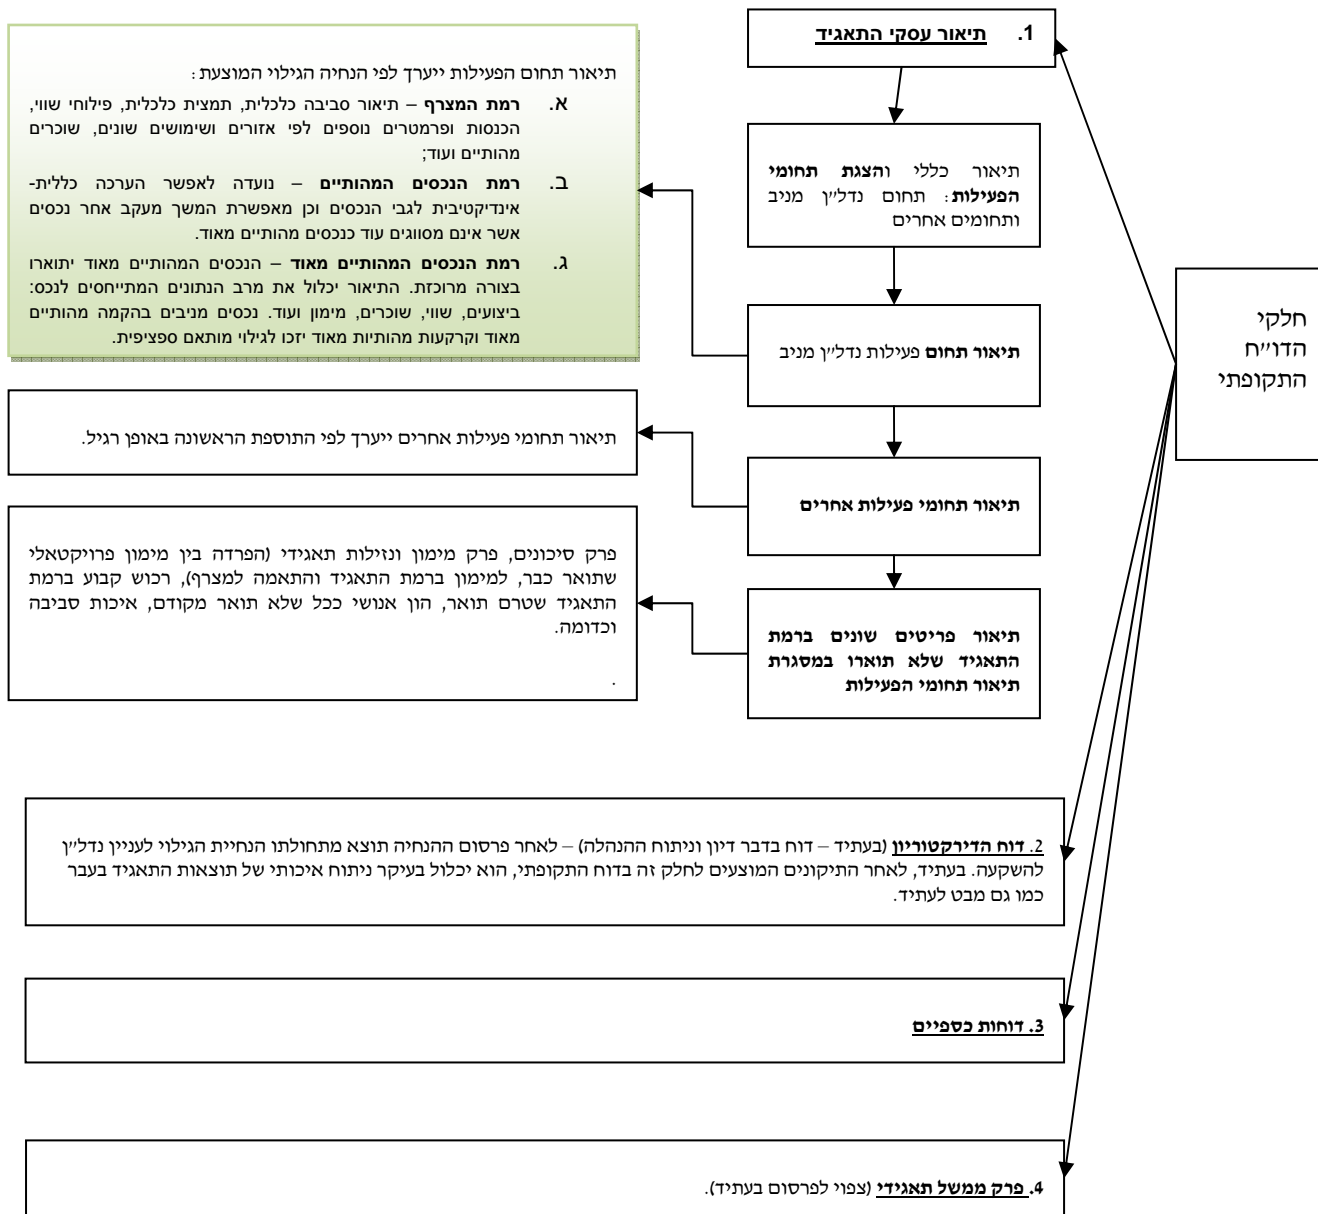 חלקי
הדו״ח
התקופתי
1. תיאור עסקי התאגיד
תיאור כללי והצגת תחומי
הפעילות: תחום נדל״ן מניב
ותחומים אחרים
תיאור תחום פעילות נדל״ן מניב
תיאור תחום הפעילות ייערך לפי הנחיה הגילוי המוצעת:
א. רמת המצרף – תיאור סביבה כלכלית, תמצית כלכלית, פילוחי שווי,
הכנסות ופרמטרים נוספים לפי אזורים ושימושים שונים, שוכרים
מהותיים ועוד;
ב. רמת הנכסים המהותיים – נועדה לאפשר הערכה כללית-
אינדיקטיבית לגבי הנכסים וכן מאפשרת המשך מעקב אחר נכסים
אשר אינם מסווגים עוד כנכסים מהותיים מאוד.
ג. רמת הנכסים המהותיים מאוד – הנכסים המהותיים מאוד יתוארו
בצורה מרוכזת. התיאור יכלול את מרב הנתונים המתייחסים לנכס:
ביצועים, שווי, שוכרים, מימון ועוד. נכסים מניבים בהקמה מהותיים
מאוד וקרקעות מהותיות מאוד יזכו לגילוי מותאם ספציפית.
תיאור תחומי פעילות אחרים
תיאור תחומי פעילות אחרים ייערך לפי התוספת הראשונה באופן רגיל.
תיאור פריטים שונים ברמת
התאגיד שלא תוארו במסגרת
תיאור תחומי הפעילות
פרק סיכונים, פרק מימון ונזילות תאגידי (הפרדה בין מימון פרויקטאלי
שתואר כבר, למימון ברמת התאגיד והתאמה למצרף), רכוש קבוע ברמת
התאגיד שטרם תואר, הון אנושי ככל שלא תואר מקודם, איכות סביבה
וכדומה.
.
2. דוח הדירקטוריון (בעתיד – דוח בדבר דיון וניתוח ההנהלה) – לאחר פרסום ההנחיה תוצא מתחולתו הנחיית הגילוי לעניין נדל״ן
להשקעה. בעתיד, לאחר התיקונים המוצעים לחלק זה בדוח התקופתי, הוא יכלול בעיקר ניתוח איכותי של תוצאות התאגיד בעבר
כמו גם מבט לעתיד.
3. דוחות כספיים
4. פרק ממשל תאגידי (צפוי לפרסום בעתיד).